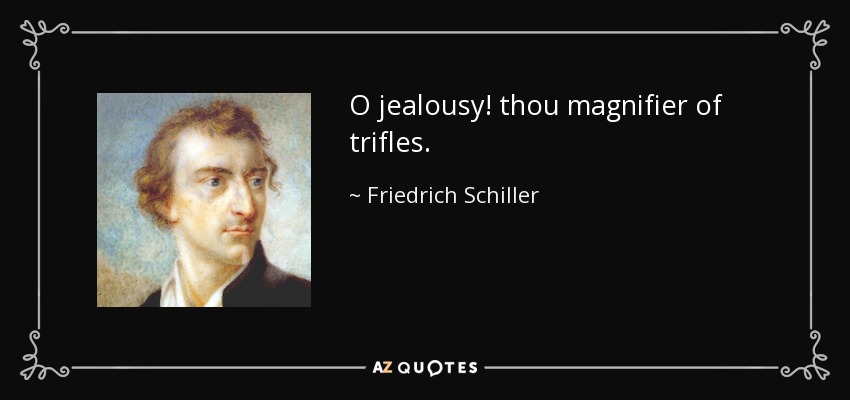 O jealousy! thou magnifier of
trifles.
~ Friedrich Schiller
AZ QUOTES